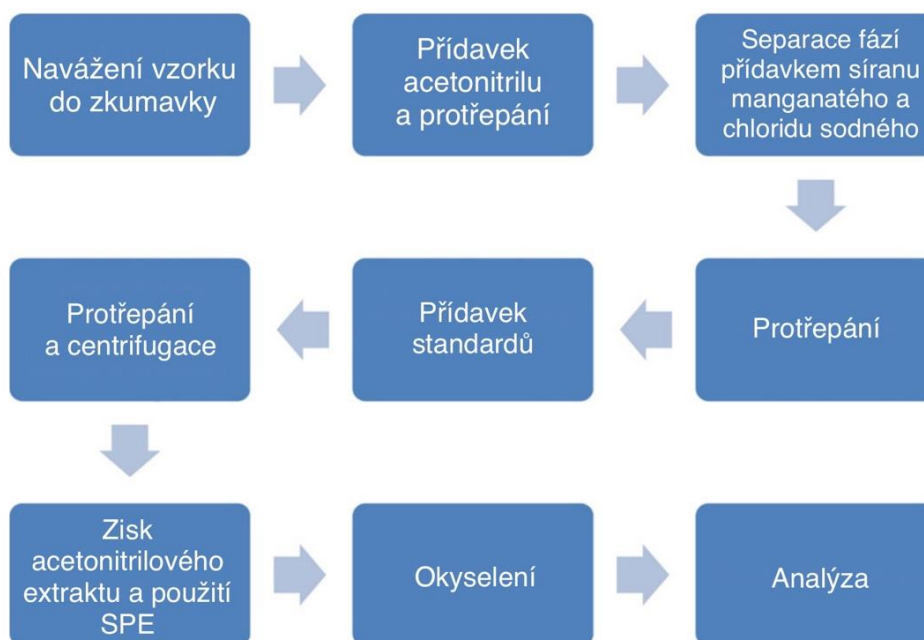 Navážení vzorku
do zkumavky
Přídavek
acetonitrilu
a protřepání
Separace fází
přídavkem síranu
manganatého a
chloridu sodného
Protřepání
Přídavek
standardů
Protřepání
a centrifugace
Zisk
acetonitrilového
extraktu a použití
SPE
Okyselení
Analýza